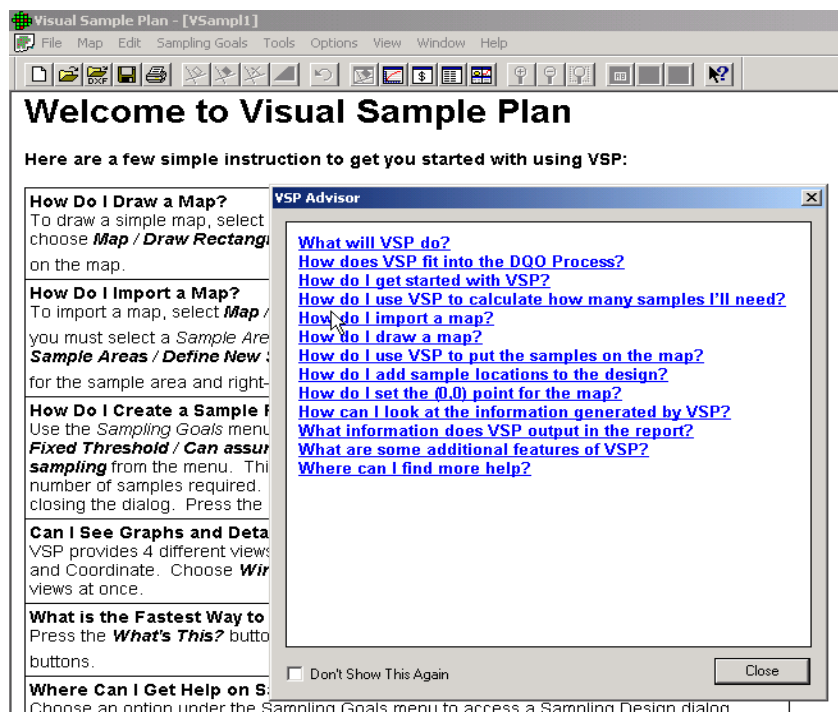 Visual Sample Plan - [VSampl1]
File Map Edit Sampling Goals Tools Options View Window Help
DXF $ AB ?
Welcome to Visual Sample Plan
Here are a few simple instruction to get you started with using VSP:
How Do I Draw a Map?
To draw a simple map, select
choose Map / Draw Rectang
on the map.
How Do I Import a Map?
To import a map, select Map /
you must select a Sample Are
Sample Areas / Define New
for the sample area and right-
How Do I Create a Sample
Use the Sampling Goals menu
Fixed Threshold / Can assur
sampling from the menu. Thi
number of samples required.
closing the dialog. Press the
Can I See Graphs and Deta
VSP provides 4 different views
and Coordinate. Choose Wir
views at once.
What is the Fastest Way to
Press the What's This? butto
buttons.
Where Can I Get Help on S
Choose an option under the Sampling Goals menu to access a Sampling Design dialog.
VSP Advisor
What will VSP do?
How does VSP fit into the DQO Process?
How do I get started with VSP?
How do I use VSP to calculate how many samples I'll need?
How do I import a map?
How do I draw a map?
How do I use VSP to put the samples on the map?
How do I add sample locations to the design?
How do I set the (0,0) point for the map?
How can I look at the information generated by VSP?
What information does VSP output in the report?
What are some additional features of VSP?
Where can I find more help?
Don't Show This Again
Close